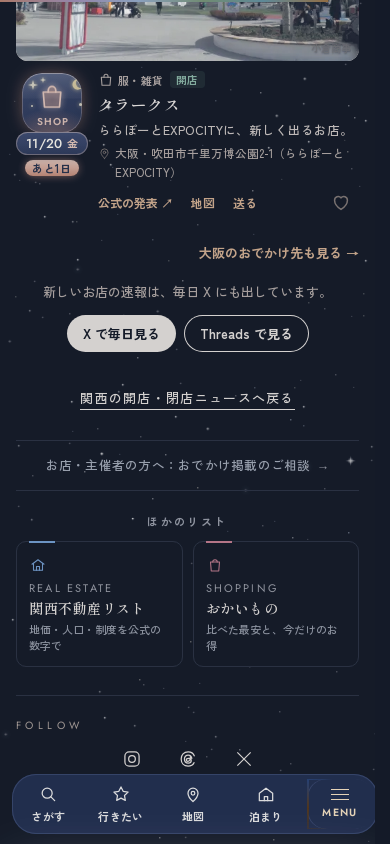 服・雑貨 開店
SHOP
11/20 金
あと1日
タラークス
ららぽーとEXPOCITYに、新しく出るお店。
大阪・吹田市千里万博公園2-1（ららぽーと
EXPOCITY）
公式の発表 ↗ 地図 送る
大阪のおでかけ先も見る →
新しいお店の速報は、毎日 X にも出しています。
X で毎日見る Threads で見る
関西の開店・閉店ニュースへ戻る
お店・主催者の方へ：おでかけ掲載のご相談 →
ほかのリスト
REAL ESTATE
関西不動産リスト
地価・人口・制度を公式の
数字で
SHOPPING
おかいもの
比べた最安と、今だけのお
得
FOLLOW
さがす 行きたい 地図 泊まり MENU